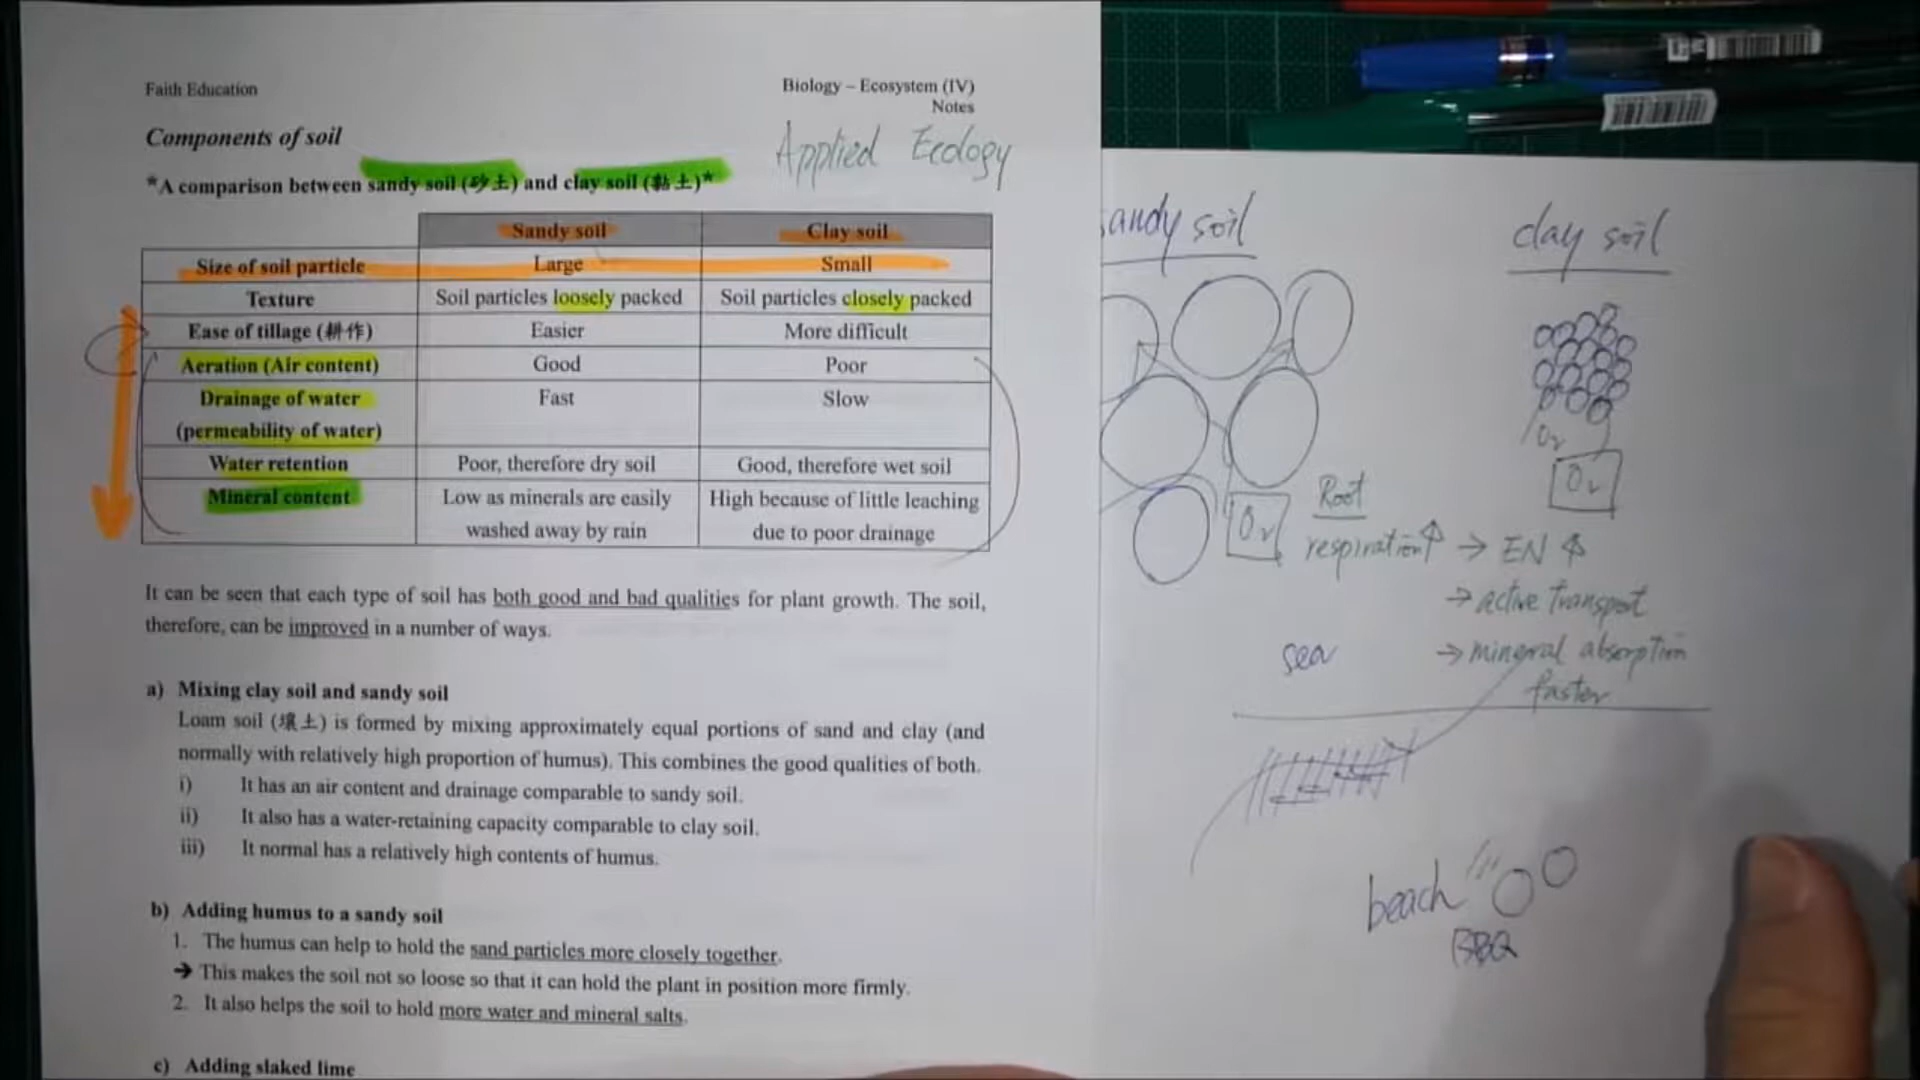 Faith Education
Biology – Ecosystem (IV)
Notes
Applied Ecology
Components of soil
*A comparison between sandy soil (砂土) and clay soil (黏土)*
Sandy soil Clay soil
Size of soil particle Large Small
Texture Soil particles loosely packed Soil particles closely packed
Ease of tillage (耕作) Easier More difficult
Aeration (Air content) Good Poor
Drainage of water Fast Slow
(permeability of water)
Water retention Poor, therefore dry soil Good, therefore wet soil
Mineral content Low as minerals are easily High because of little leaching
washed away by rain due to poor drainage
It can be seen that each type of soil has both good and bad qualities for plant growth. The soil,
therefore, can be improved in a number of ways.
a) Mixing clay soil and sandy soil
Loam soil (壤土) is formed by mixing approximately equal portions of sand and clay (and
normally with relatively high proportion of humus). This combines the good qualities of both.
i) It has an air content and drainage comparable to sandy soil.
ii) It also has a water-retaining capacity comparable to clay soil.
iii) It normal has a relatively high contents of humus.
b) Adding humus to a sandy soil
1. The humus can help to hold the sand particles more closely together.
➔ This makes the soil not so loose so that it can hold the plant in position more firmly.
2. It also helps the soil to hold more water and mineral salts.
c) Adding slaked lime
sandy soil
clay soil
O₂
O₂
O₂
Root
respiration↑ → EN ↑
→ active transport
→ mineral absorption
faster
sea
beach
BBQ